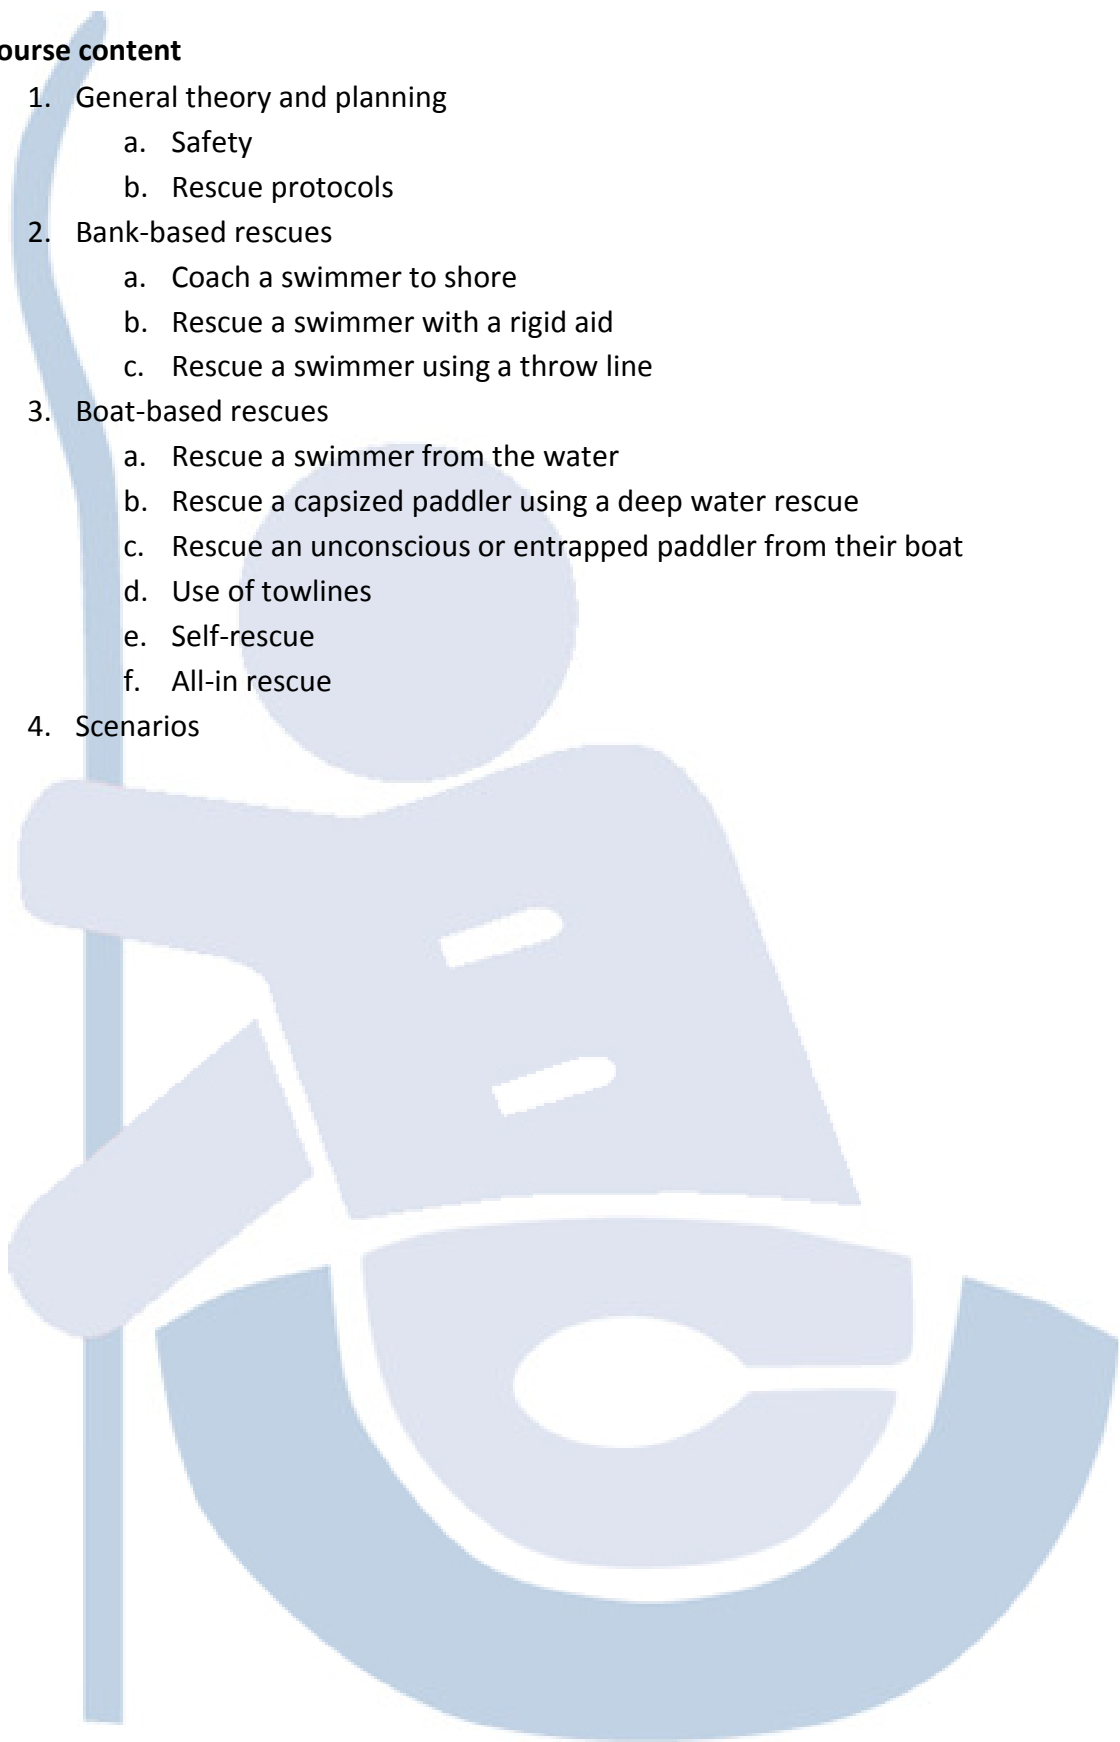 ourse content
1. General theory and planning
a. Safety
b. Rescue protocols
2. Bank-based rescues
a. Coach a swimmer to shore
b. Rescue a swimmer with a rigid aid
c. Rescue a swimmer using a throw line
3. Boat-based rescues
a. Rescue a swimmer from the water
b. Rescue a capsized paddler using a deep water rescue
c. Rescue an unconscious or entrapped paddler from their boat
d. Use of towlines
e. Self-rescue
f. All-in rescue
4. Scenarios